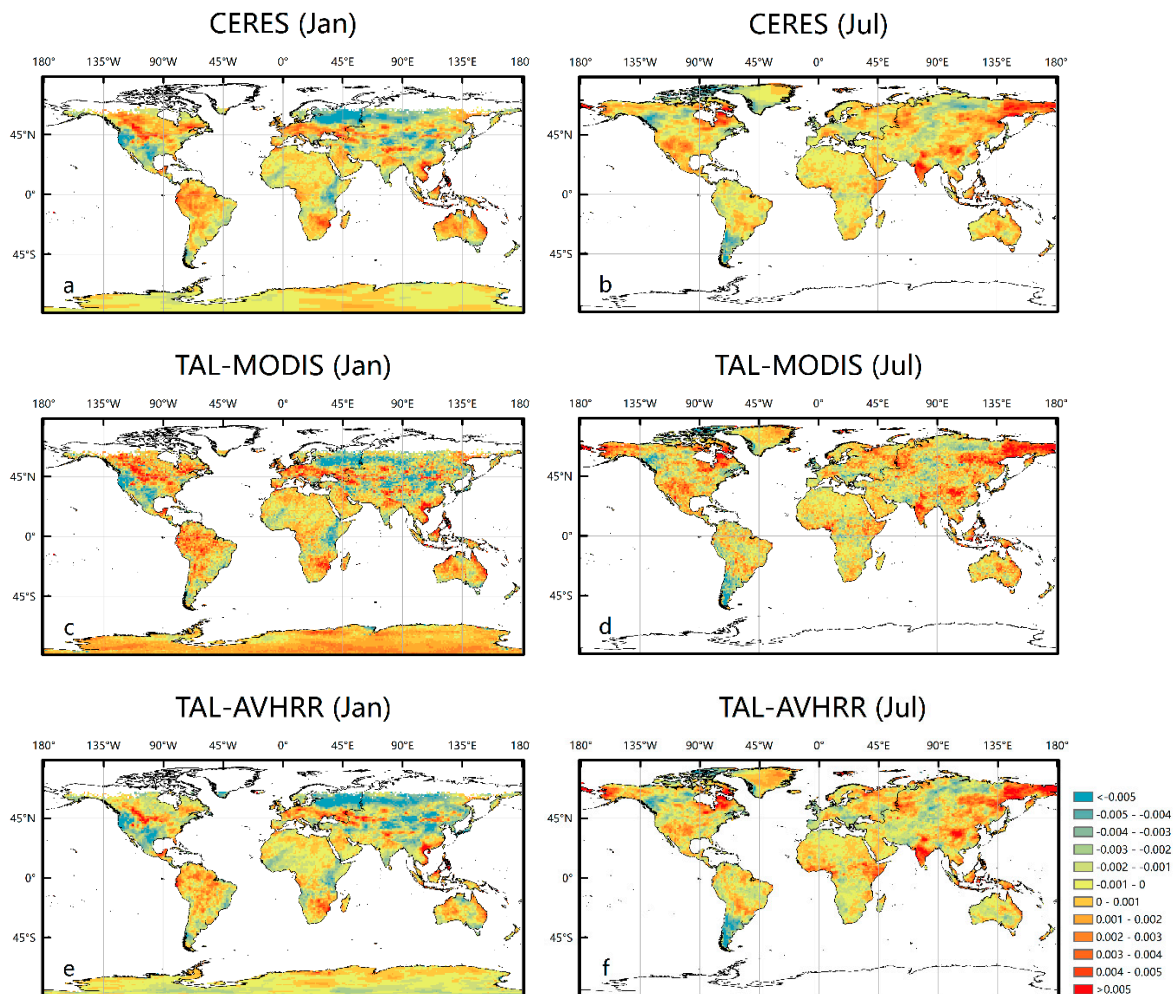 CERES (Jan)
CERES (Jul)
180° 135°W 90°W 45°W 0° 45°E 90°E 135°E 180°
180° 135°W 90°W 45°W 0° 45°E 90°E 135°E 180°
45°N
45°N
0°
0°
45°S
45°S
a
b
TAL-MODIS (Jan)
TAL-MODIS (Jul)
180° 135°W 90°W 45°W 0° 45°E 90°E 135°E 180°
180° 135°W 90°W 45°W 0° 45°E 90°E 135°E 180°
45°N
45°N
0°
0°
45°S
45°S
c
d
TAL-AVHRR (Jan)
TAL-AVHRR (Jul)
180° 135°W 90°W 45°W 0° 45°E 90°E 135°E 180°
180° 135°W 90°W 45°W 0° 45°E 90°E 135°E 180°
45°N
45°N
0°
0°
45°S
45°S
e
f
<-0.005
-0.005 - -0.004
-0.004 - -0.003
-0.003 - -0.002
-0.002 - -0.001
-0.001 - 0
0 - 0.001
0.001 - 0.002
0.002 - 0.003
0.003 - 0.004
0.004 - 0.005
>0.005